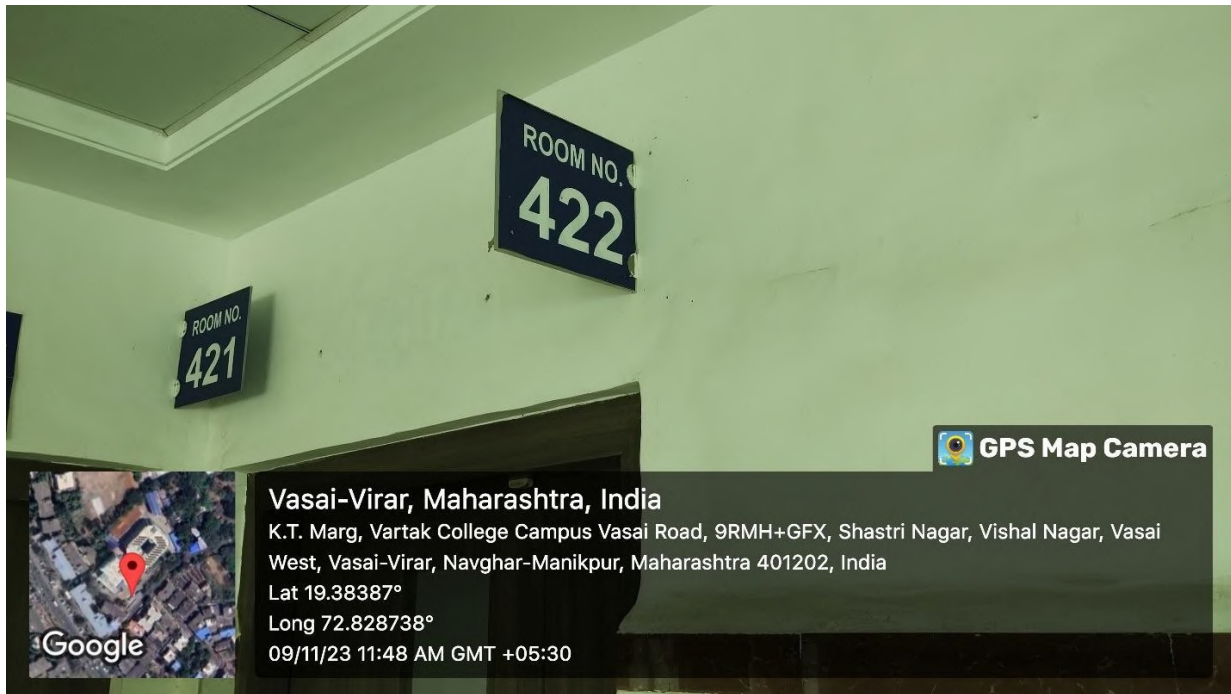 ROOM NO.
422
ROOM NO.
421
GPS Map Camera
Vasai-Virar, Maharashtra, India
K.T. Marg, Vartak College Campus Vasai Road, 9RMH+GFX, Shastri Nagar, Vishal Nagar, Vasai
West, Vasai-Virar, Navghar-Manikpur, Maharashtra 401202, India
Lat 19.38387°
Long 72.828738°
09/11/23 11:48 AM GMT +05:30
Google